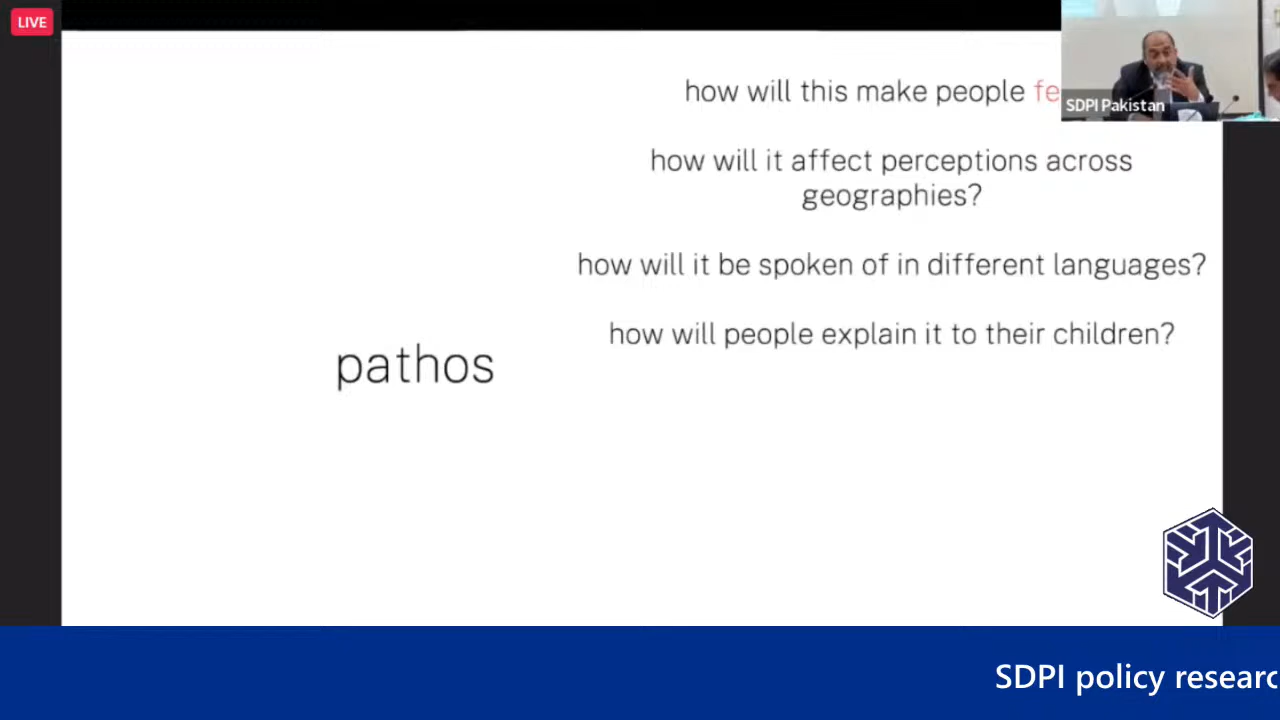 LIVE
how will this make people
SDPI Pakistan
how will it affect perceptions across
geographies?
how will it be spoken of in different languages?
how will people explain it to their children?
pathos
SDPI policy